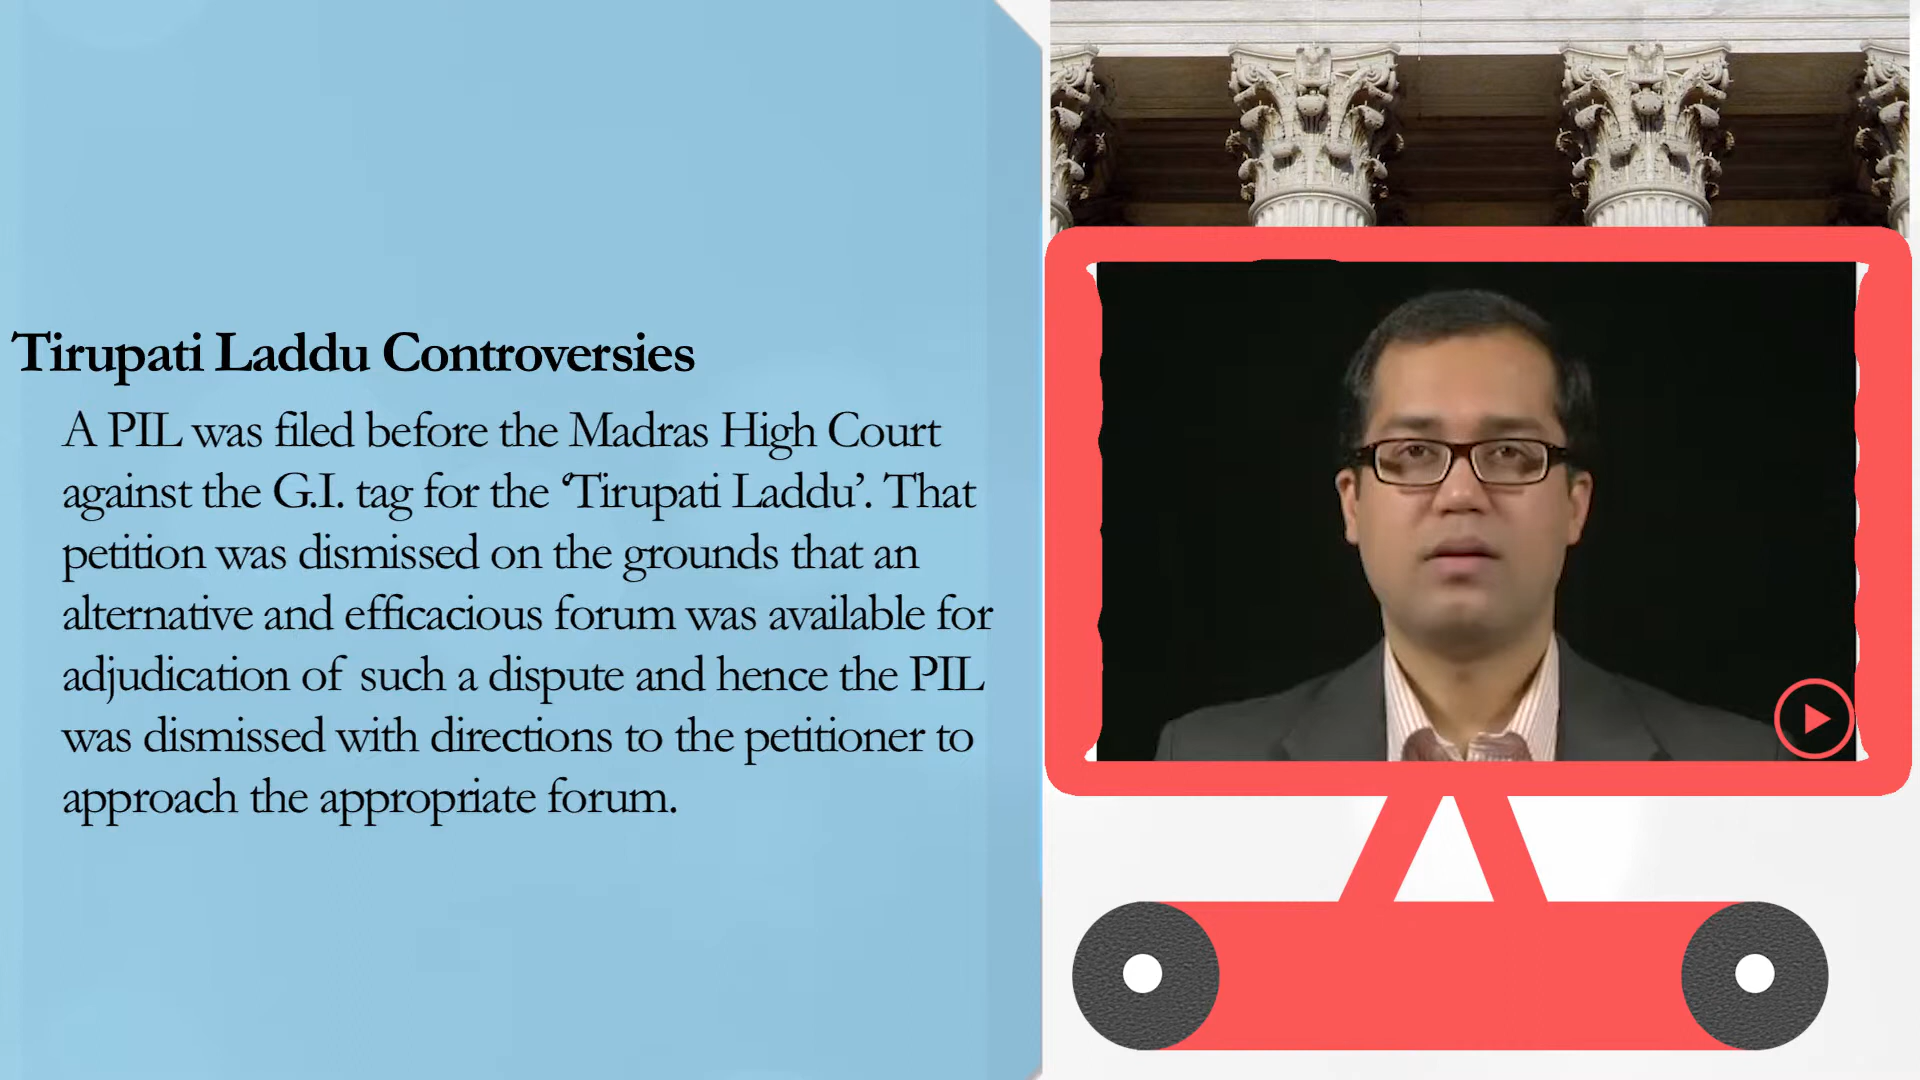 Tirupati Laddu Controversies
A PIL was filed before the Madras High Court
against the G.I. tag for the ‘Tirupati Laddu’. That
petition was dismissed on the grounds that an
alternative and efficacious forum was available for
adjudication of such a dispute and hence the PIL
was dismissed with directions to the petitioner to
approach the appropriate forum.